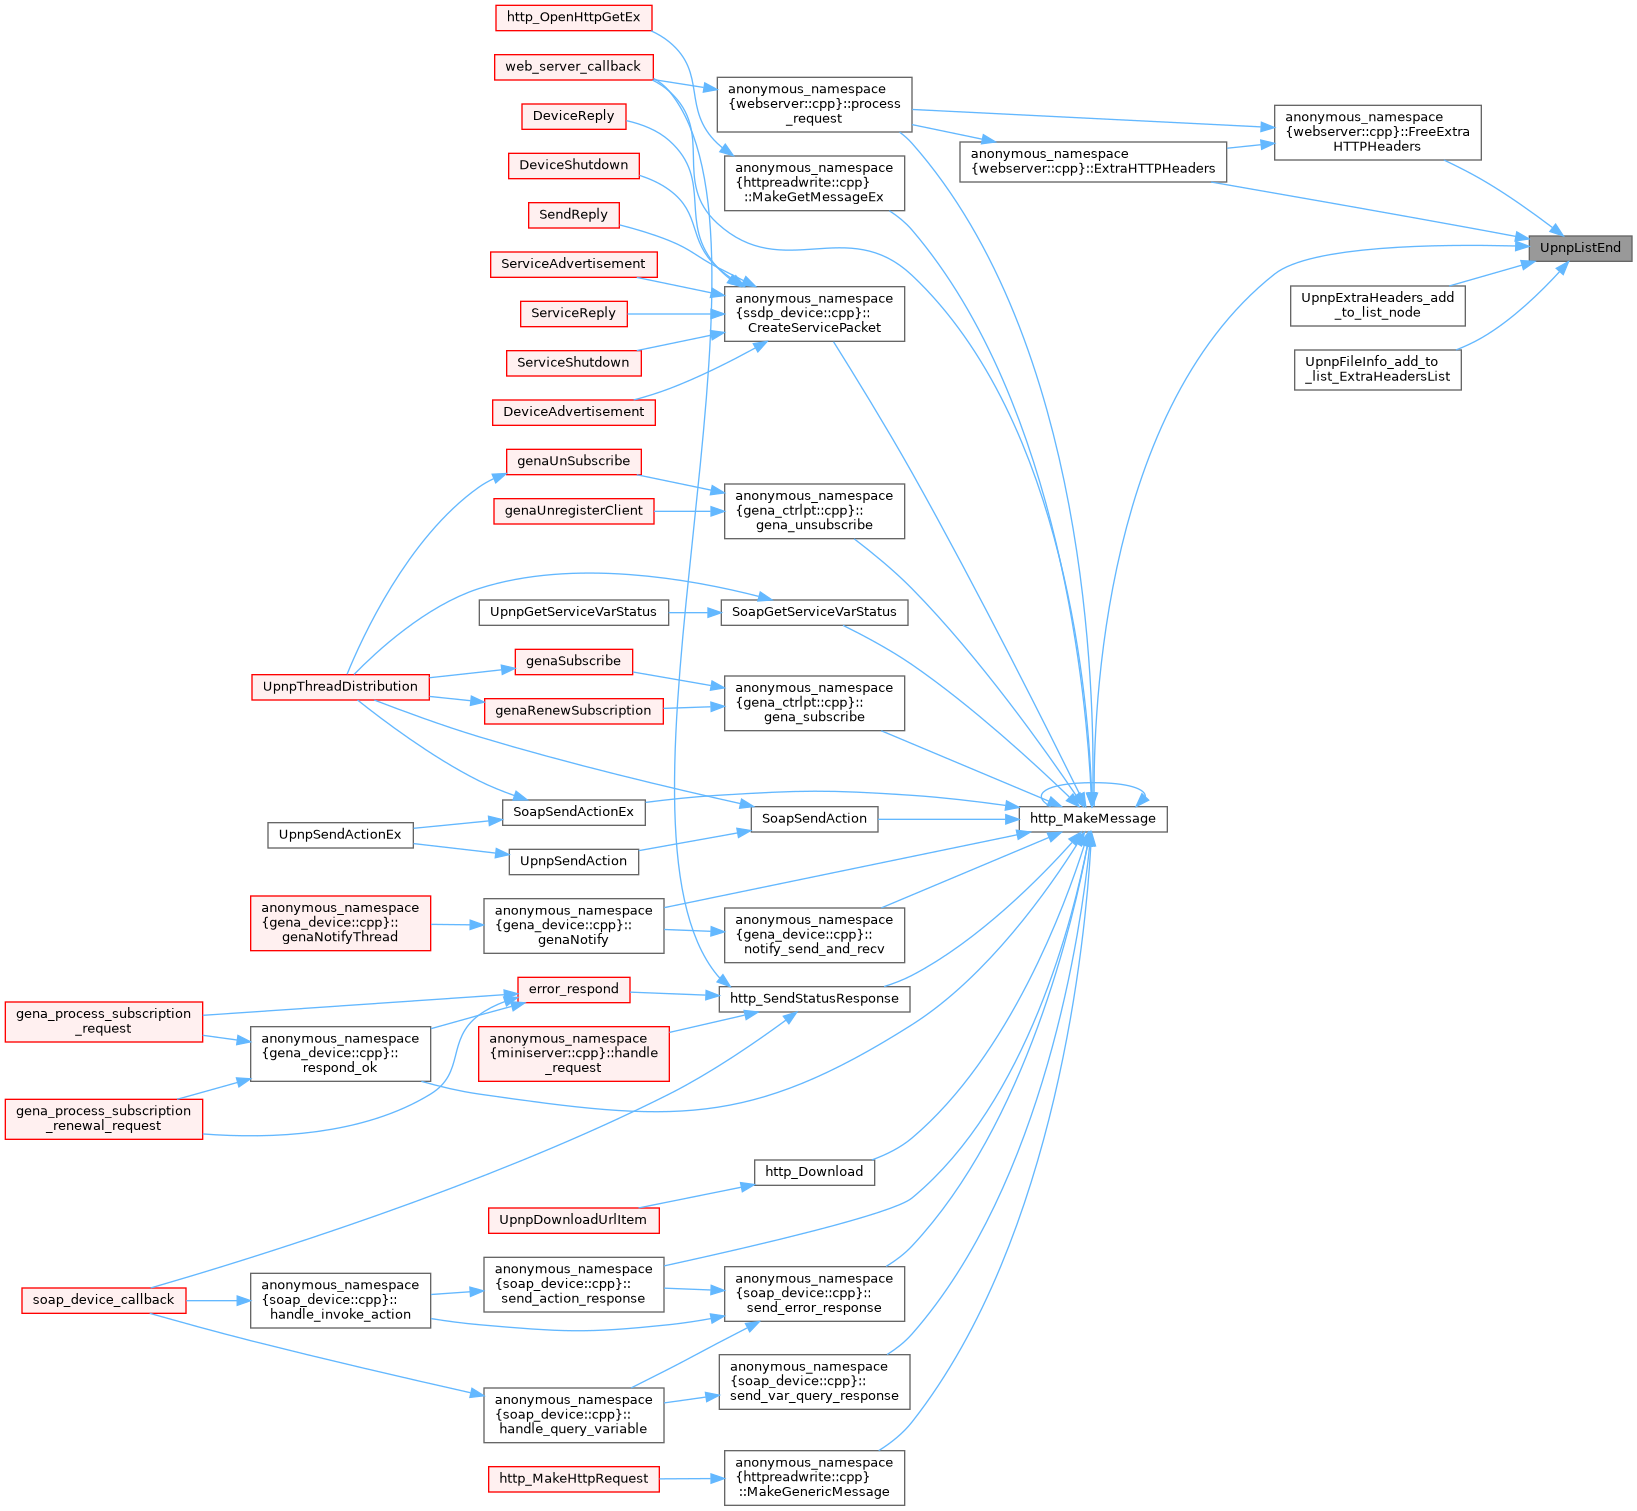 http_OpenHttpGetEx
web_server_callback
DeviceReply
DeviceShutdown
SendReply
ServiceAdvertisement
ServiceReply
ServiceShutdown
DeviceAdvertisement
genaUnSubscribe
genaUnregisterClient
UpnpGetServiceVarStatus
genaSubscribe
UpnpThreadDistribution
genaRenewSubscription
SoapSendActionEx
UpnpSendActionEx
UpnpSendAction
anonymous_namespace
{gena_device::cpp}::
genaNotifyThread
anonymous_namespace
{gena_device::cpp}::
genaNotify
error_respond
gena_process_subscription
_request
anonymous_namespace
{gena_device::cpp}::
respond_ok
anonymous_namespace
{miniserver::cpp}::handle
_request
gena_process_subscription
_renewal_request
UpnpDownloadUrlItem
soap_device_callback
anonymous_namespace
{soap_device::cpp}::
handle_invoke_action
anonymous_namespace
{soap_device::cpp}::
send_action_response
anonymous_namespace
{soap_device::cpp}::
handle_query_variable
http_MakeHttpRequest
anonymous_namespace
{webserver::cpp}::process
_request
anonymous_namespace
{httpreadwrite::cpp}
::MakeGetMessageEx
anonymous_namespace
{ssdp_device::cpp}::
CreateServicePacket
anonymous_namespace
{gena_ctrlpt::cpp}::
gena_unsubscribe
SoapGetServiceVarStatus
anonymous_namespace
{gena_ctrlpt::cpp}::
gena_subscribe
SoapSendAction
anonymous_namespace
{gena_device::cpp}::
notify_send_and_recv
http_SendStatusResponse
http_Download
anonymous_namespace
{soap_device::cpp}::
send_error_response
anonymous_namespace
{soap_device::cpp}::
send_var_query_response
anonymous_namespace
{httpreadwrite::cpp}
::MakeGenericMessage
anonymous_namespace
{webserver::cpp}::ExtraHTTPHeaders
http_MakeMessage
anonymous_namespace
{webserver::cpp}::FreeExtra
HTTPHeaders
UpnpListEnd
UpnpExtraHeaders_add
_to_list_node
UpnpFileInfo_add_to
_list_ExtraHeadersList